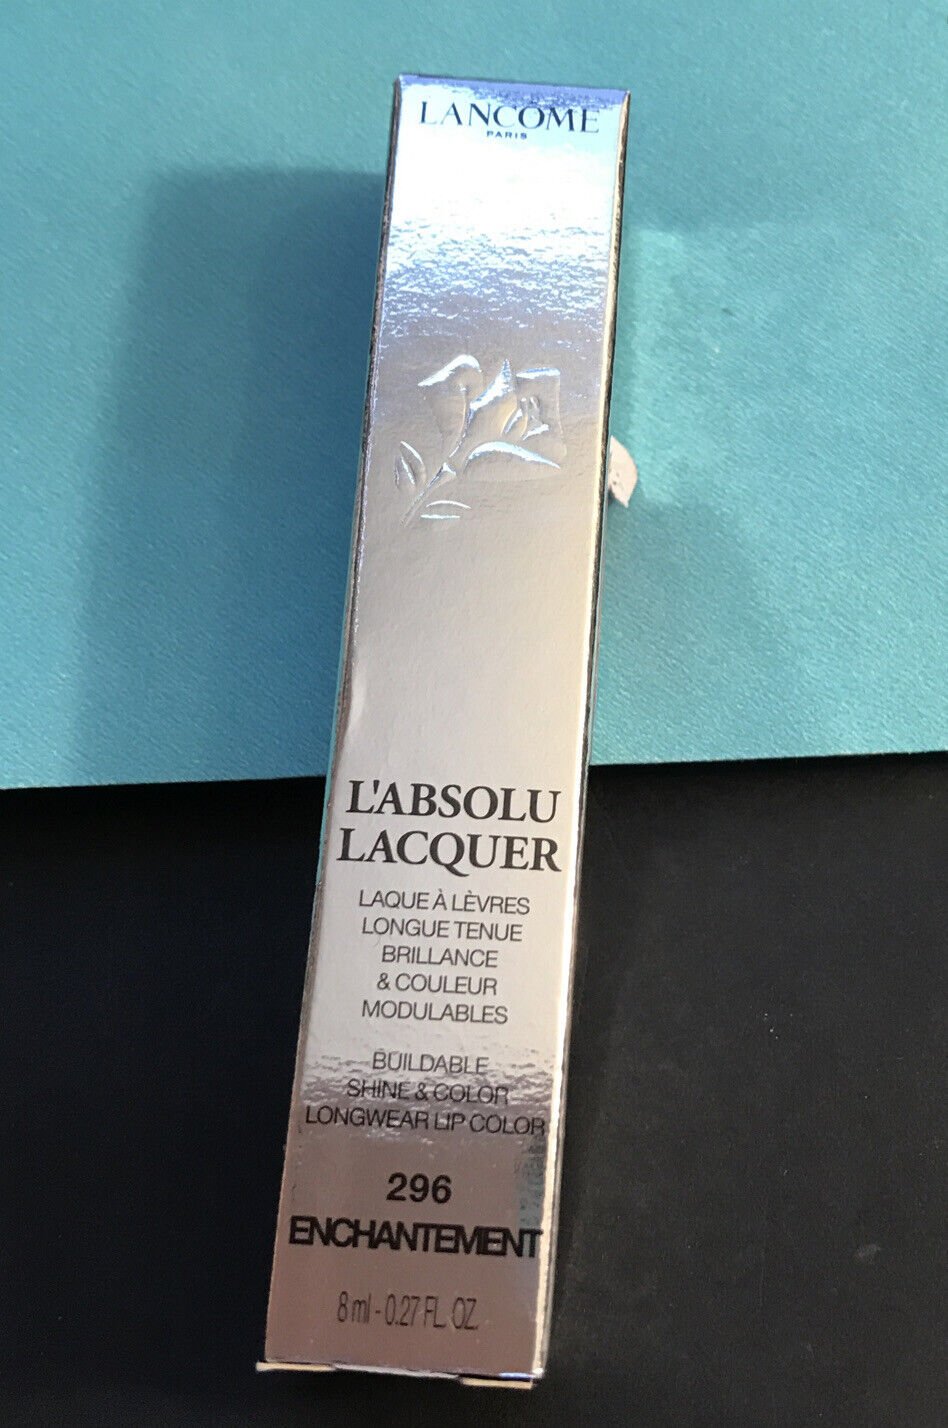 LANCÔME
PARIS
L'ABSOLU
LACQUER
LAQUE À LÈVRES
LONGUE TENUE
BRILLANCE
& COULEUR
MODULABLES
BUILDABLE
SHINE & COLOR
LONGWEAR LIP COLOR
296
ENCHANTEMENT
8 ml - 0.27 FL. OZ.